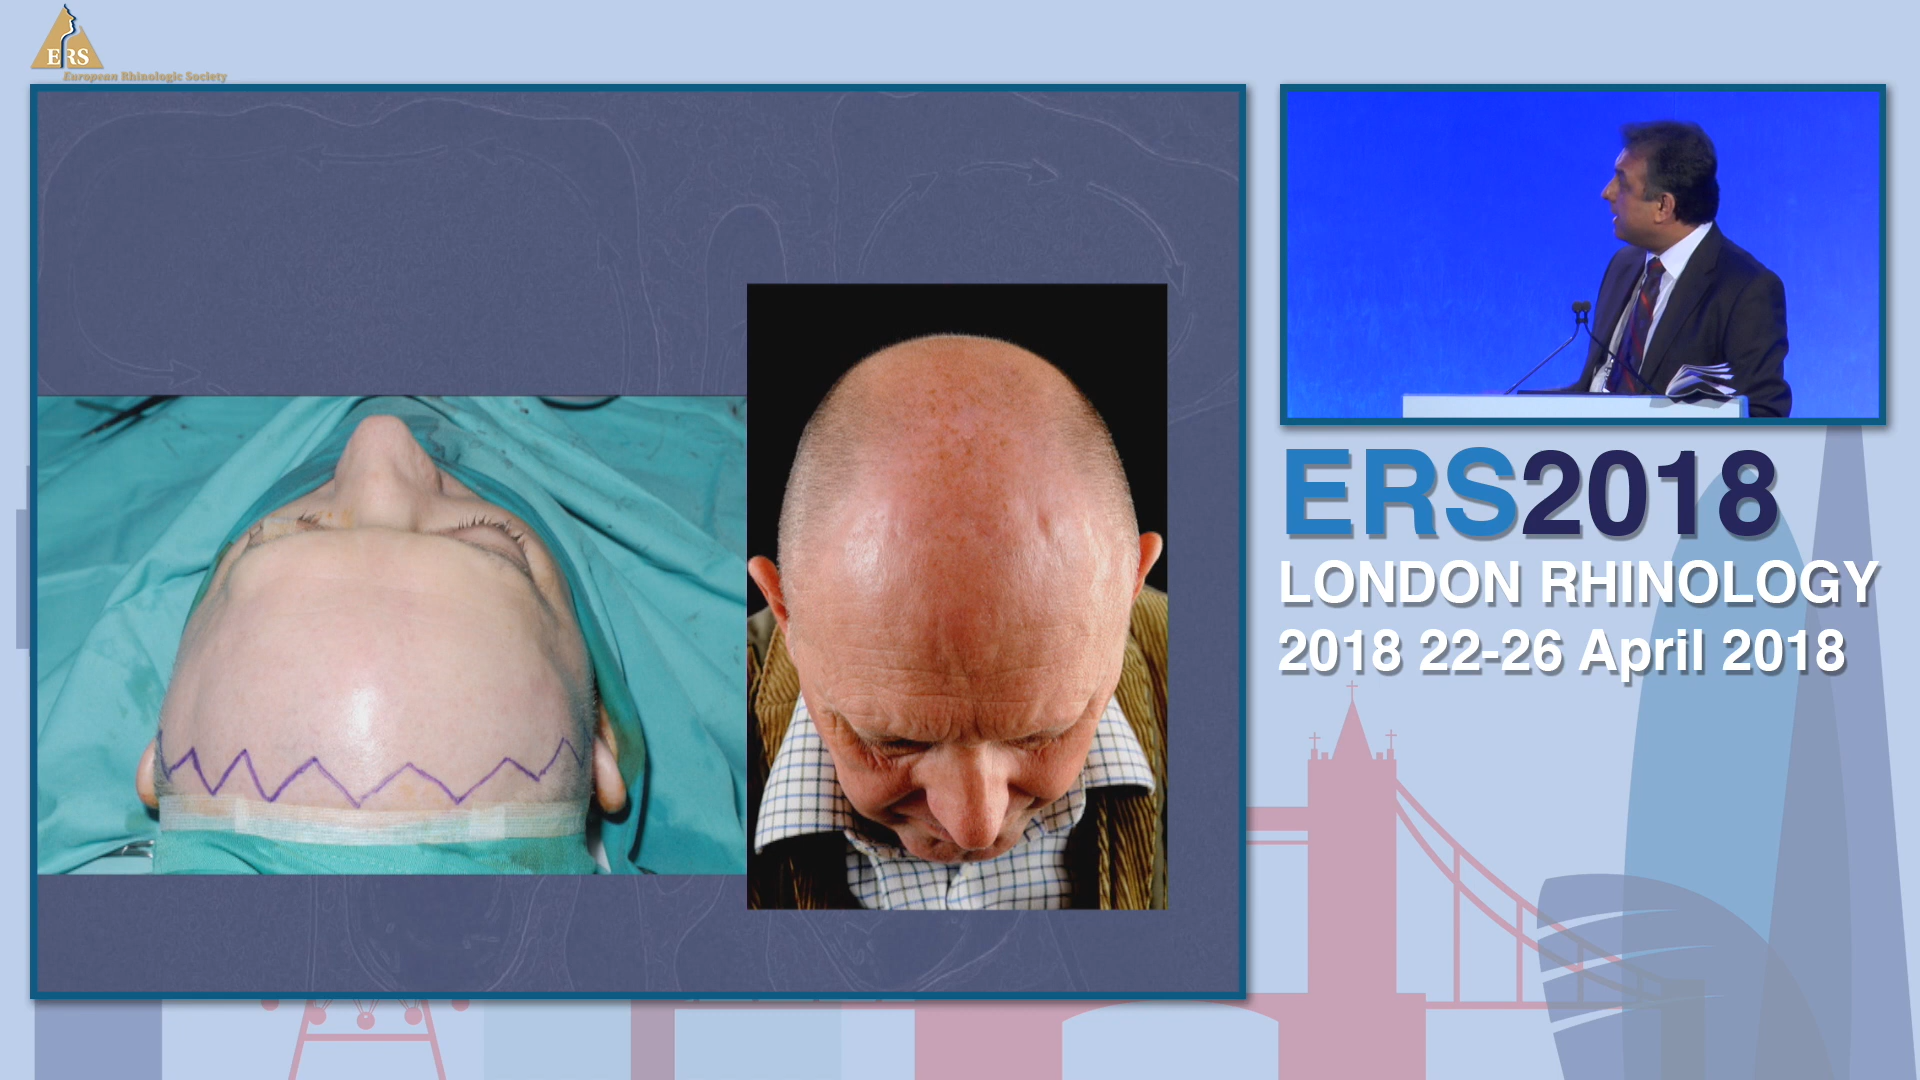 ERS
European Rhinologic Society
ERS2018
LONDON RHINOLOGY
2018 22-26 April 2018